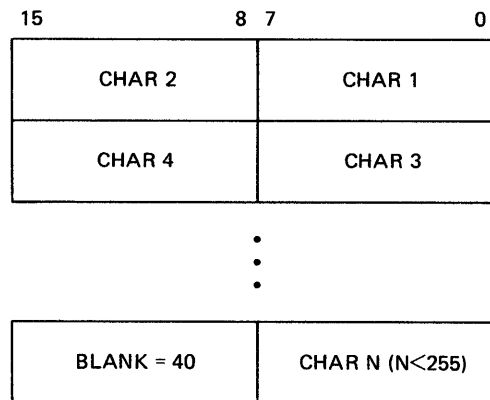 15 8 7 0
CHAR 2 CHAR 1
CHAR 4 CHAR 3
BLANK = 40 CHAR N (N<255)